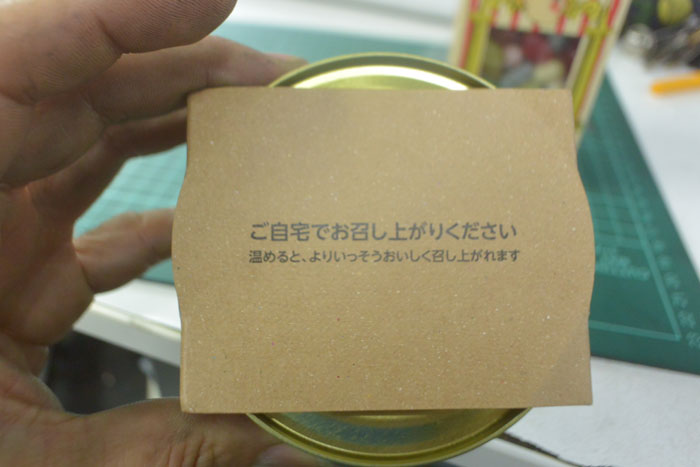 ご自宅でお召し上がりください
温めると、よりいっそうおいしく召し上がれます